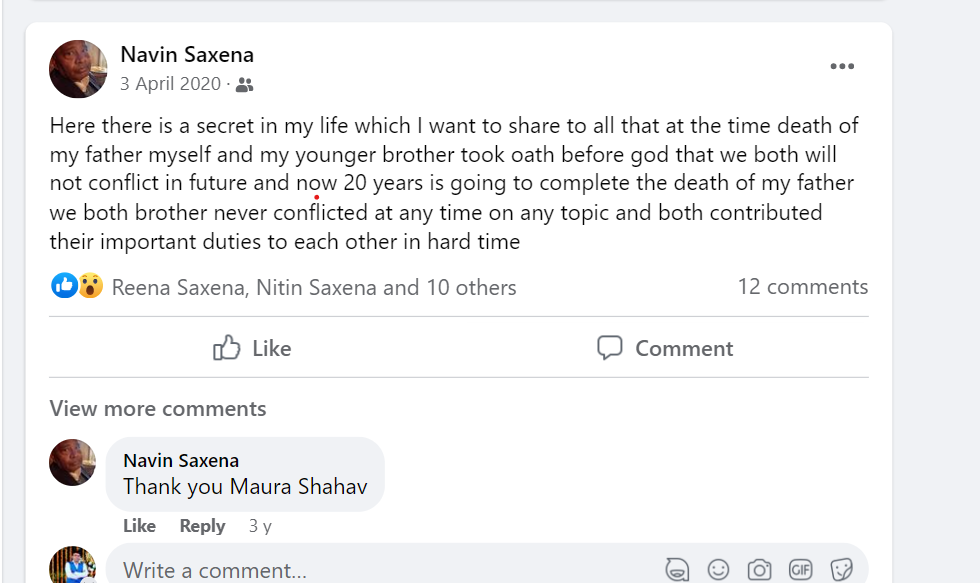 Navin Saxena
3 April 2020 ·
Here there is a secret in my life which I want to share to all that at the time death of
my father myself and my younger brother took oath before god that we both will
not conflict in future and now 20 years is going to complete the death of my father
we both brother never conflicted at any time on any topic and both contributed
their important duties to each other in hard time
Reena Saxena, Nitin Saxena and 10 others 12 comments
Like Comment
View more comments
Navin Saxena
Thank you Maura Shahav
Like Reply 3 y
Write a comment... GIF